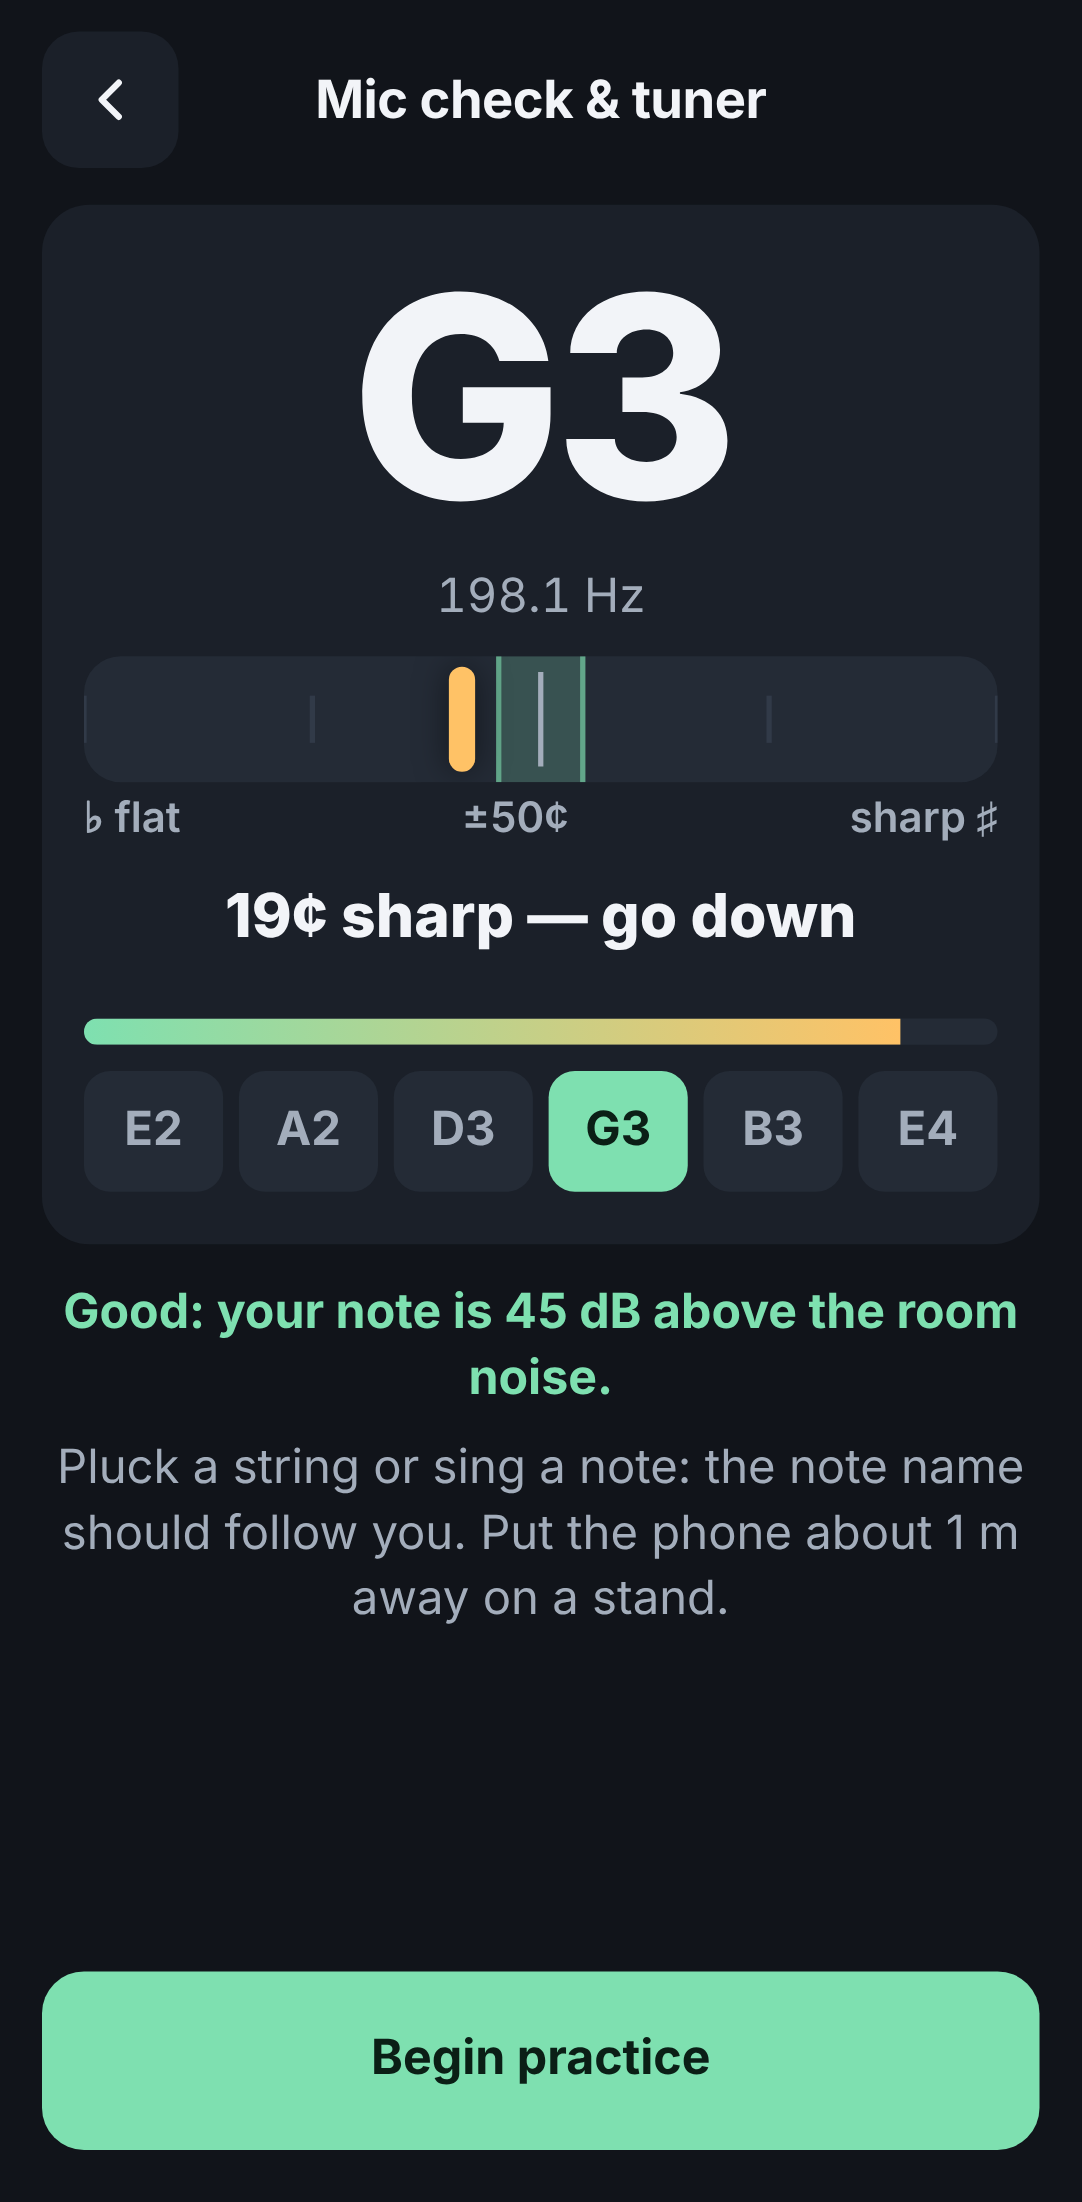 Mic check & tuner
G3
198.1 Hz
♭ flat ±50¢ sharp ♯
19¢ sharp — go down
E2 A2 D3 G3 B3 E4
Good: your note is 45 dB above the room
noise.
Pluck a string or sing a note: the note name
should follow you. Put the phone about 1 m
away on a stand.
Begin practice